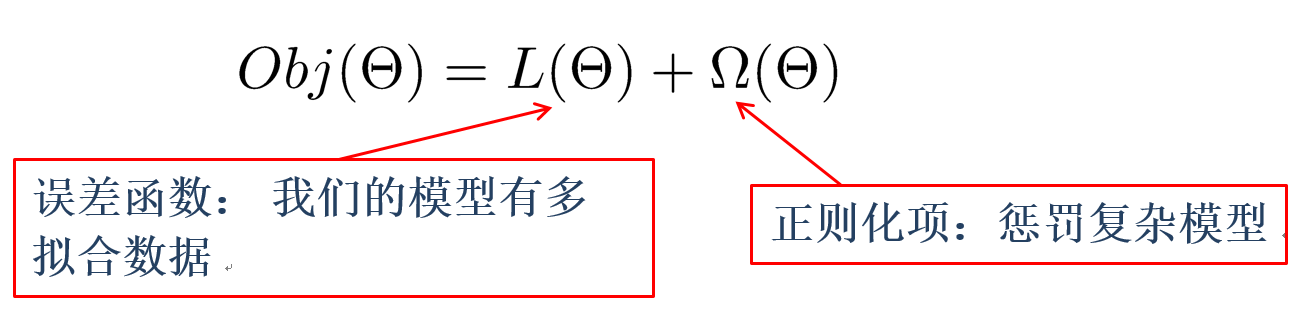 Obj(Θ) = L(Θ) + Ω(Θ)
误差函数： 我们的模型有多
拟合数据
正则化项：惩罚复杂模型